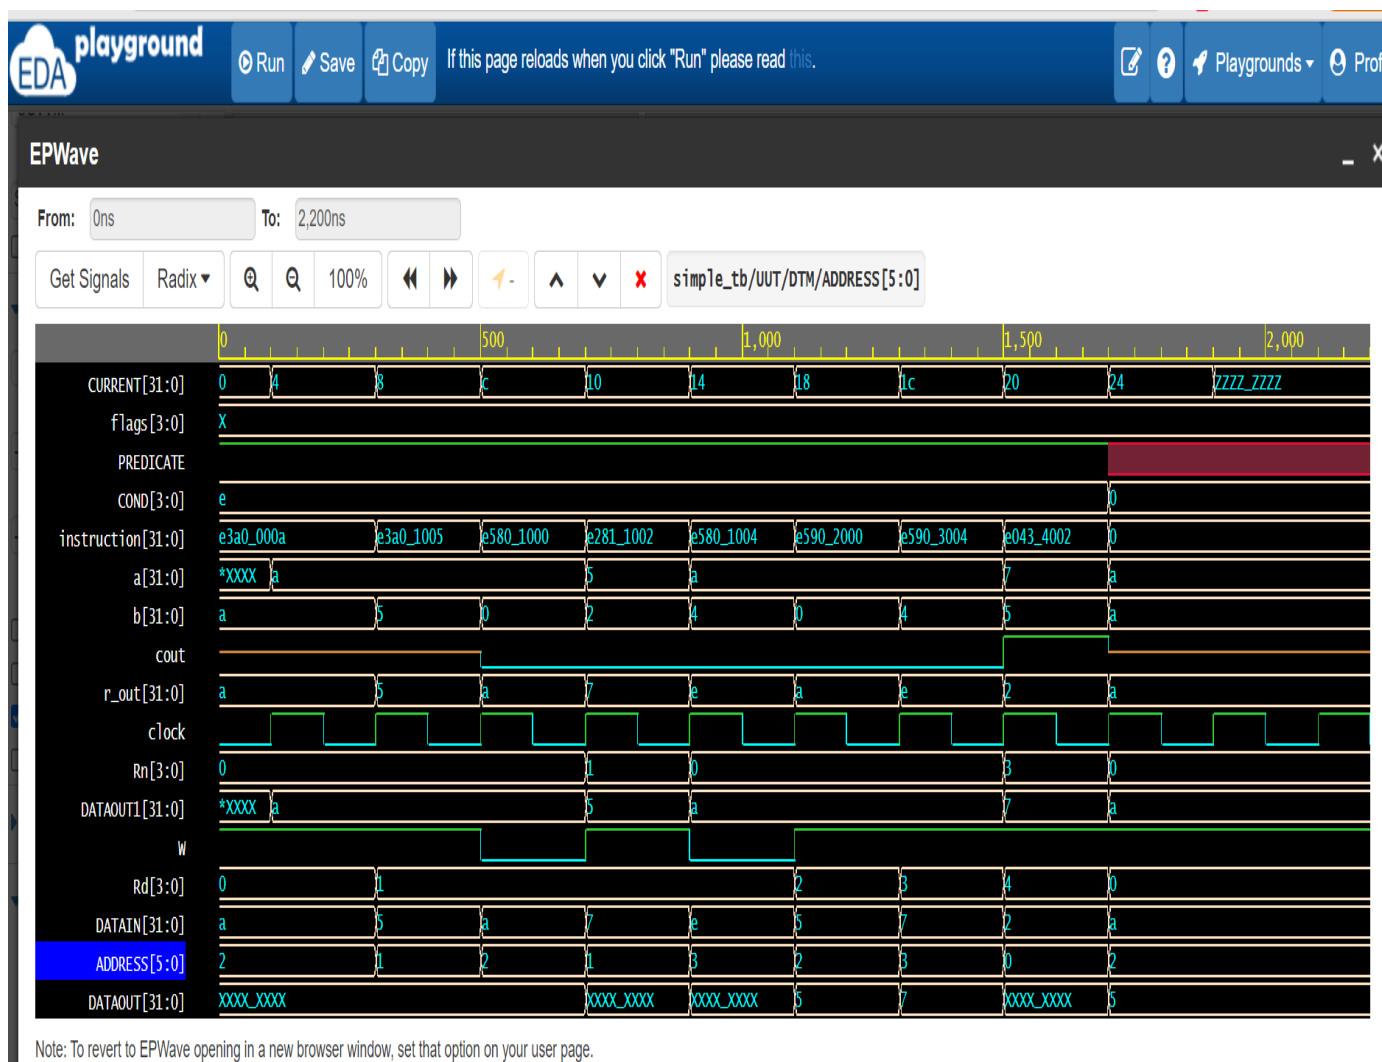 EDA playground Run Save Copy If this page reloads when you click "Run" please read this. ? Playgrounds Prof
EPWave
From: 0ns To: 2,200ns
Get Signals Radix 100% - simple_tb/UUT/DTM/ADDRESS[5:0]
0 500 1,000 1,500 2,000
CURRENT[31:0] 0 4 8 c 10 14 18 1c 20 24 ZZZZ_ZZZZ
flags[3:0] X
PREDICATE
COND[3:0] e 0
instruction[31:0] e3a0_000a e3a0_1005 e580_1000 e281_1002 e580_1004 e590_2000 e590_3004 e043_4002 0
a[31:0] *XXXX a 5 a 7 a
b[31:0] a 5 0 2 4 0 4 5 a
cout
r_out[31:0] a 5 a 7 e a e 2 a
clock
Rn[3:0] 0 1 0 3 0
DATAOUT1[31:0] *XXXX a 5 a 7 a
W
Rd[3:0] 0 1 2 3 4 0
DATAIN[31:0] a 5 a 7 e 5 7 2 a
ADDRESS[5:0] 2 1 2 1 3 2 3 0 2
DATAOUT[31:0] XXXX_XXXX XXXX_XXXX XXXX_XXXX 5 7 XXXX_XXXX 5
Note: To revert to EPWave opening in a new browser window, set that option on your user page.